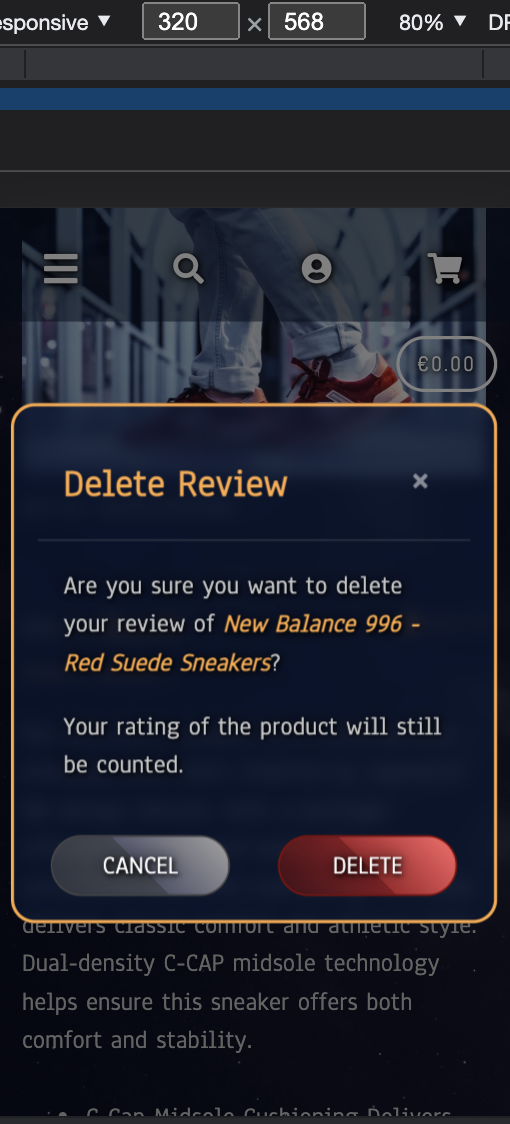 esponsive ▼ 320 × 568 80% ▼ DP
€0.00
Delete Review ×
Are you sure you want to delete
your review of New Balance 996 -
Red Suede Sneakers?
Your rating of the product will still
be counted.
CANCEL DELETE
delivers classic comfort and athletic style.
Dual-density C-CAP midsole technology
helps ensure this sneaker offers both
comfort and stability.
• C-Cap Midsole Cushioning Delivers